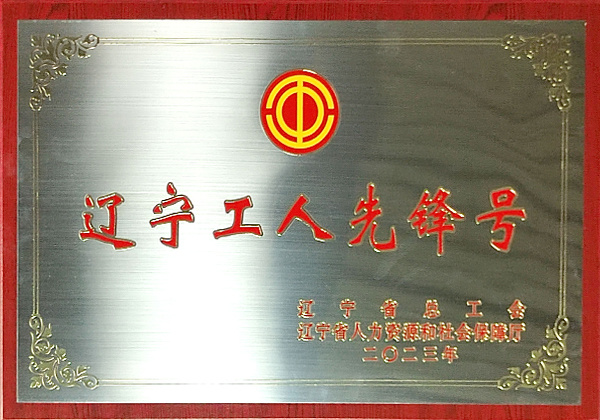 辽宁工人先锋号
辽宁省总工会
辽宁省人力资源和社会保障厅
二〇二三年